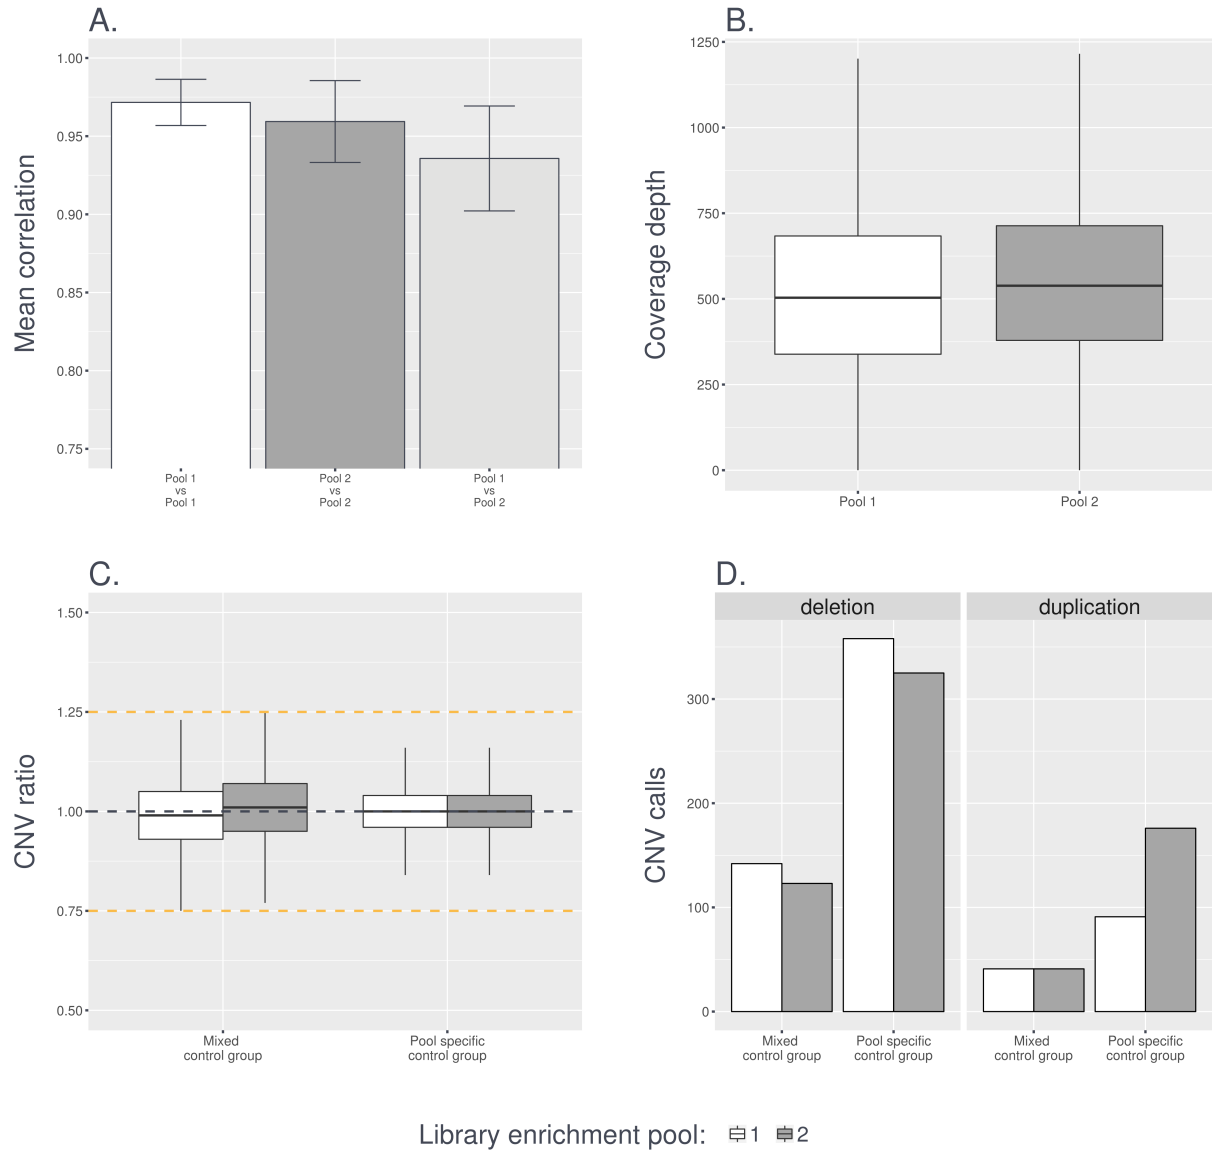 A.
Mean correlation
1.00
0.95
0.90
0.85
0.80
0.75
Pool 1
vs
Pool 1
Pool 2
vs
Pool 2
Pool 1
vs
Pool 2
B.
Coverage depth
1250
1000
750
500
250
0
Pool 1
Pool 2
C.
CNV ratio
1.50
1.25
1.00
0.75
0.50
Mixed
control group
Pool specific
control group
D.
deletion
duplication
CNV calls
300
200
100
0
Mixed
control group
Pool specific
control group
Mixed
control group
Pool specific
control group
Library enrichment pool: 1 2